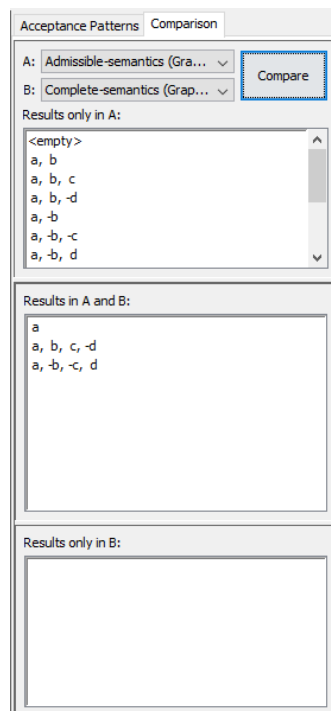 Acceptance Patterns Comparison
A: Admissible-semantics (Gra...
Compare
B: Complete-semantics (Grap...
Results only in A:
<empty>
a, b
a, b, c
a, b, -d
a, -b
a, -b, -c
a, -b, d
Results in A and B:
a
a, b, c, -d
a, -b, -c, d
Results only in B: